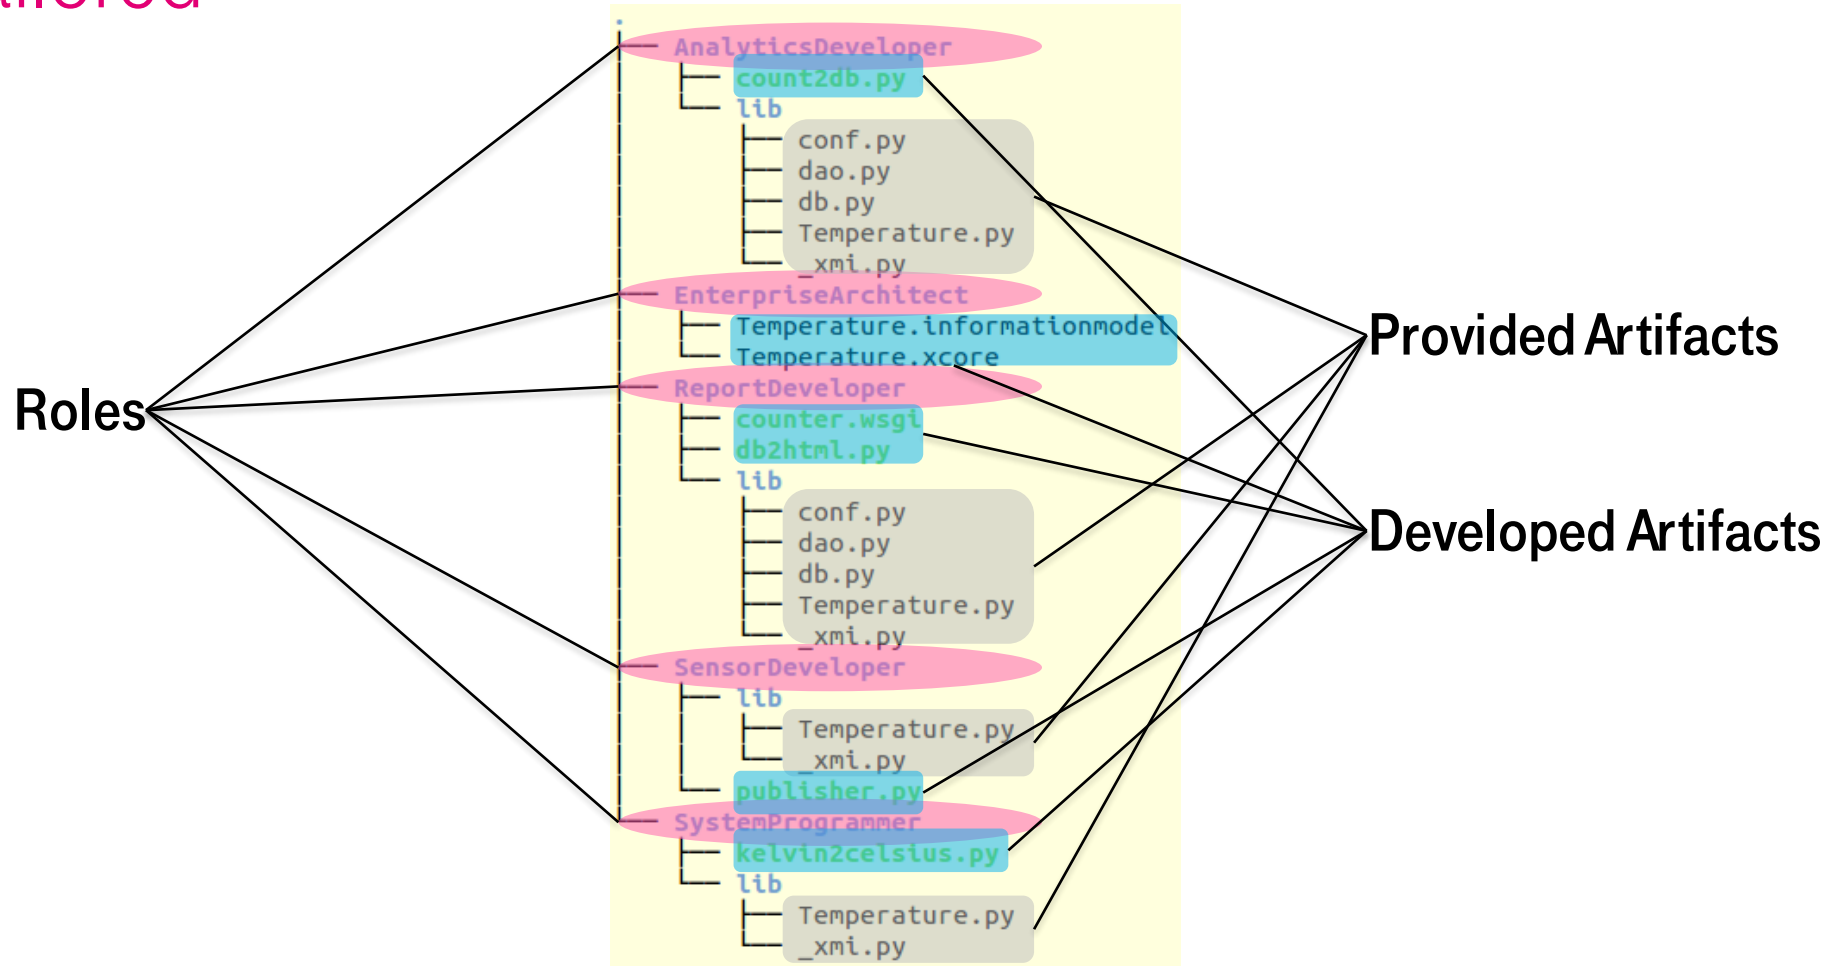 .
AnalyticsDeveloper
count2db.py
lib
conf.py
dao.py
db.py
Temperature.py
_xmi.py
EnterpriseArchitect
Temperature.informationmodel
Temperature.xcore
ReportDeveloper
counter.wsgi
db2html.py
lib
conf.py
dao.py
db.py
Temperature.py
_xmi.py
SensorDeveloper
lib
Temperature.py
_xmi.py
publisher.py
SystemProgrammer
kelvin2celsius.py
lib
Temperature.py
_xmi.py
Roles
Provided Artifacts
Developed Artifacts